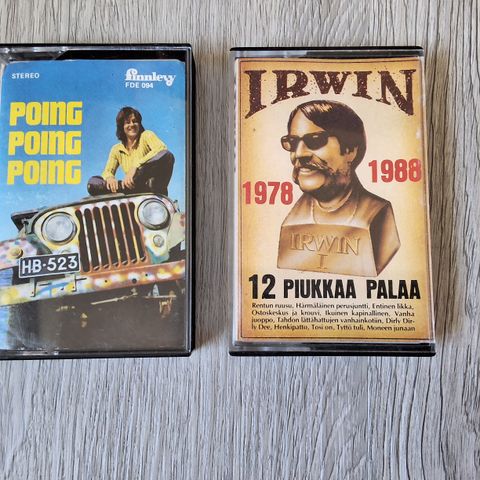 STEREO
finnlevy
FDE 094
POING
POING
POING
HB-523
IRWIN
1978
1988
IRWIN
I
12 PIUKKAA PALAA
Rentun ruusu, Härmäläinen perusjuntti, Entinen likka,
Ostoskeskus ja krouvi, Ikuinen kapinallinen, Vanha
juoppo, Tahdon lättähattujen vanhainkotiin, Dirly Dir-
ly Dee, Henkipatto, Tosi on, Tyttö tuli, Moneen junaan